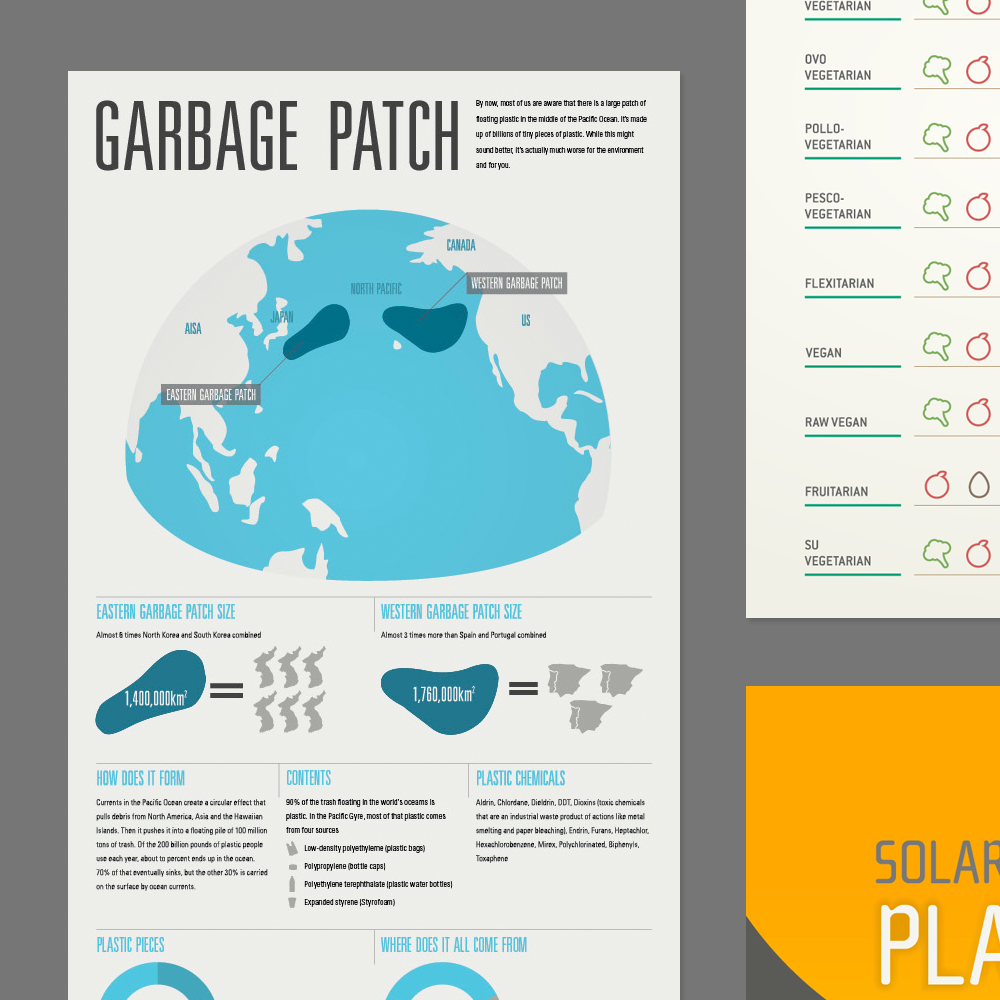 GARBAGE PATCH
By now, most of us are aware that there is a large patch of
floating plastic in the middle of the Pacific Ocean. It's made
up of billions of tiny pieces of plastic. While this might
sound better, it's actually much worse for the environment
and for you.
CANADA
WESTERN GARBAGE PATCH
NORTH PACIFIC
JAPAN
AISA
US
EASTERN GARBAGE PATCH
EASTERN GARBAGE PATCH SIZE
Almost 6 times North Korea and South Korea combined
1,400,000km²
=
WESTERN GARBAGE PATCH SIZE
Almost 3 times more than Spain and Portugal combined
1,760,000km²
=
HOW DOES IT FORM
Currents in the Pacific Ocean create a circular effect that
pulls debris from North America, Asia and the Hawaiian
Islands. Then it pushes it into a floating pile of 100 million
tons of trash. Of the 200 billion pounds of plastic people
use each year, about to percent ends up in the ocean.
70% of that eventually sinks, but the other 30% is carried
on the surface by ocean currents.
CONTENTS
90% of the trash floating in the world's oceans is
plastic. In the Pacific Gyre, most of that plastic comes
from four sources
Low-density polyethylerne (plastic bags)
Polypropylene (bottle caps)
Polyethylene terephthalate (plastic water bottles)
Expanded styrene (Styrofoam)
PLASTIC CHEMICALS
Aldrin, Chlordane, Dieldrin, DDT, Dioxins (toxic chemicals
that are an industrial waste product of actions like metal
smelting and paper bleaching), Endrin, Furans, Heptachlor,
Hexachlorobenzene, Mirex, Polychlorinated, Biphenyls,
Toxaphene
PLASTIC PIECES
WHERE DOES IT ALL COME FROM
VEGETARIAN
OVO
VEGETARIAN
POLLO-
VEGETARIAN
PESCO-
VEGETARIAN
FLEXITARIAN
VEGAN
RAW VEGAN
FRUITARIAN
SU
VEGETARIAN
SOLAR
PLA